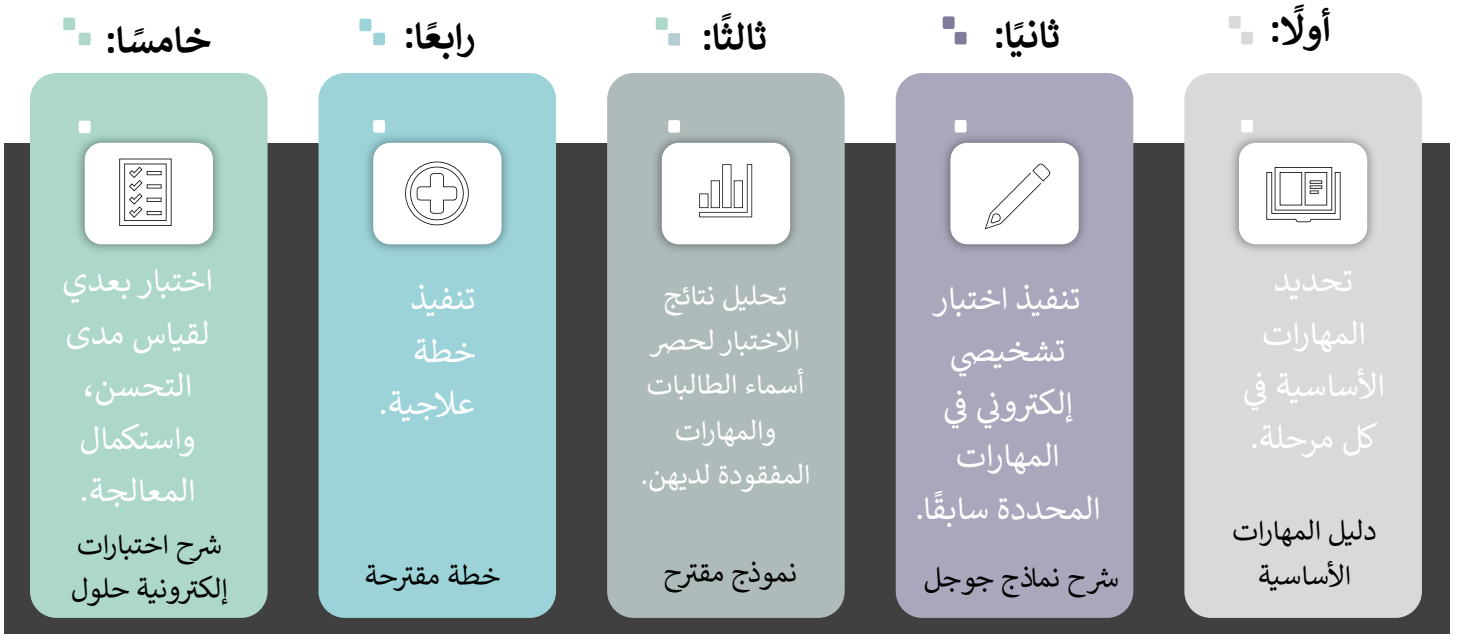 أولًا:
تحديد
المهارات
الأساسية في
كل مرحلة.
دليل المهارات
الأساسية
ثانيًا:
تنفيذ اختبار
تشخيصي
إلكتروني في
المهارات
المحددة سابقًا.
شرح نماذج جوجل
ثالثًا:
تحليل نتائج
الاختبار لحصر
أسماء الطالبات
والمهارات
المفقودة لديهن.
نموذج مقترح
رابعًا:
تنفيذ
خطة
علاجية.
خطة مقترحة
خامسًا:
اختبار بعدي
لقياس مدى
التحسن،
واستكمال
المعالجة.
شرح اختبارات
إلكترونية حلول